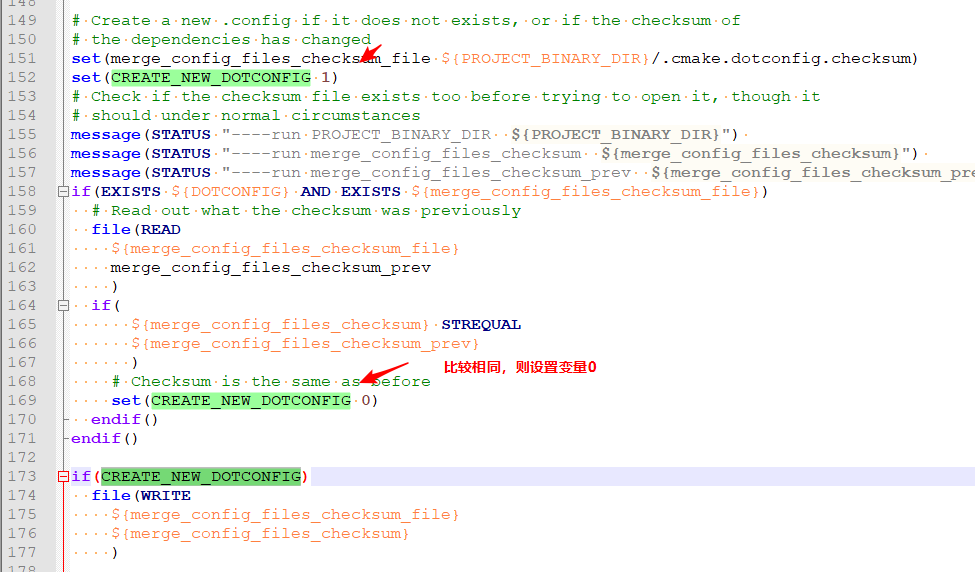 148
149 # Create a new .config if it does not exists, or if the checksum of
150 # the dependencies has changed
151 set(merge_config_files_checksum_file ${PROJECT_BINARY_DIR}/.cmake.dotconfig.checksum)
152 set(CREATE_NEW_DOTCONFIG 1)
153 # Check if the checksum file exists too before trying to open it, though it
154 # should under normal circumstances
155 message(STATUS "----run PROJECT_BINARY_DIR  ${PROJECT_BINARY_DIR}")
156 message(STATUS "----run merge_config_files_checksum  ${merge_config_files_checksum}")
157 message(STATUS "----run merge_config_files_checksum_prev  ${merge_config_files_checksum_pre
158 if(EXISTS ${DOTCONFIG} AND EXISTS ${merge_config_files_checksum_file})
159   # Read out what the checksum was previously
160   file(READ
161     ${merge_config_files_checksum_file}
162     merge_config_files_checksum_prev
163     )
164   if(
165       ${merge_config_files_checksum} STREQUAL
166       ${merge_config_files_checksum_prev}
167       )
比较相同，则设置变量0
168     # Checksum is the same as before
169     set(CREATE_NEW_DOTCONFIG 0)
170   endif()
171 endif()
172
173 if(CREATE_NEW_DOTCONFIG)
174   file(WRITE
175     ${merge_config_files_checksum_file}
176     ${merge_config_files_checksum}
177     )
178